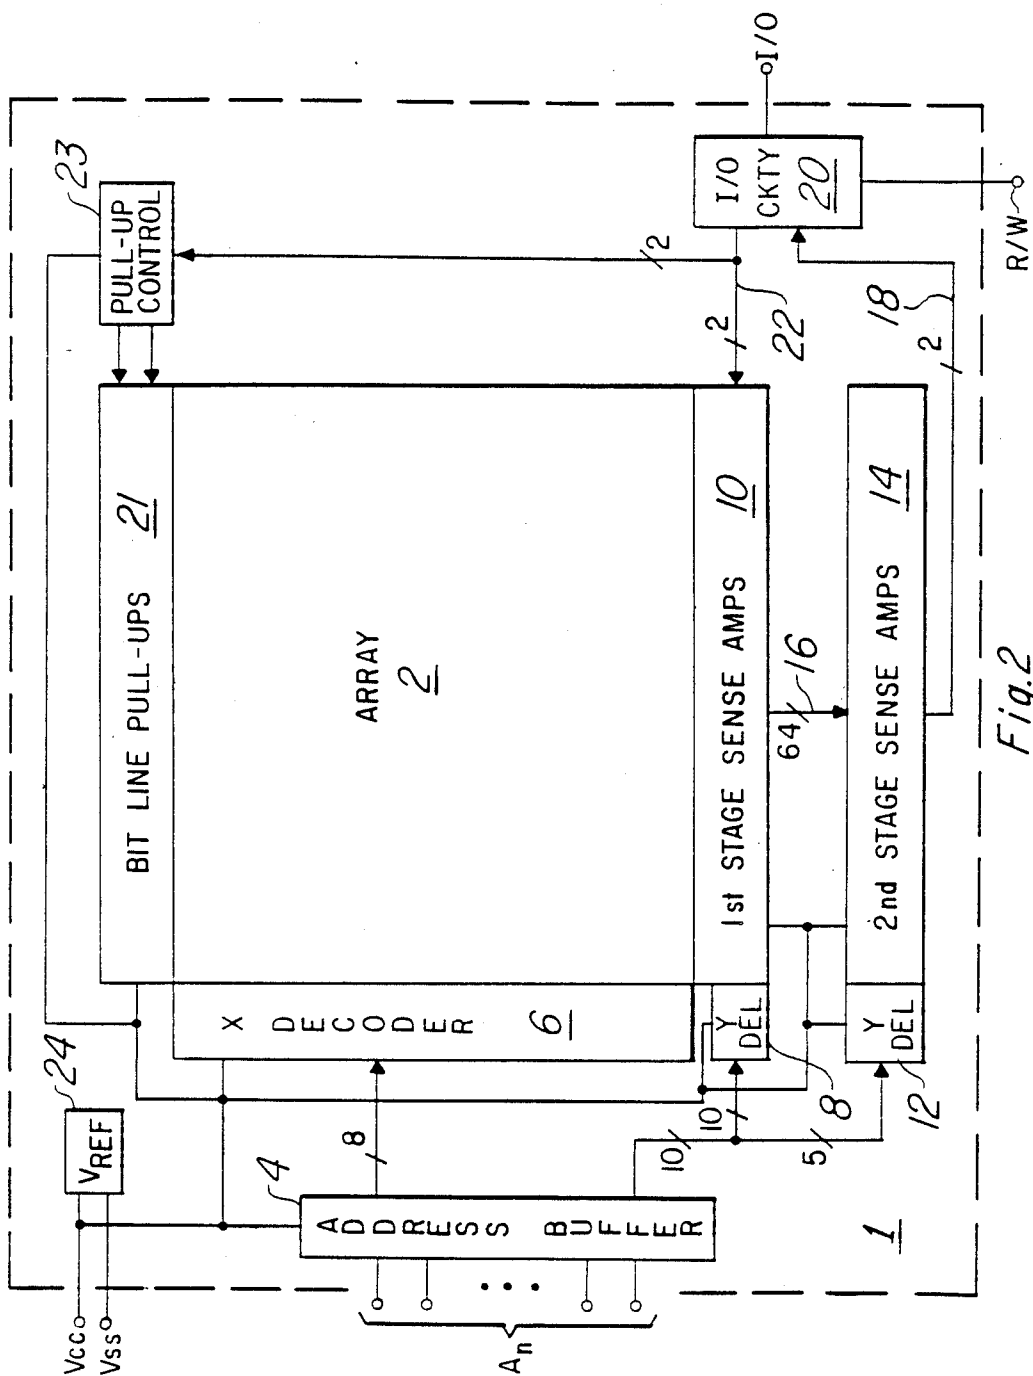 Vcc
Vss
VREF
24
BIT LINE PULL-UPS 21
PULL-UP
CONTROL
23
X DECODER 6
ARRAY
2
An
ADDRESS BUFFER
4
8
10
10
5
Y
DEL
8
1st STAGE SENSE AMPS 10
2
22
2
64
16
Y
DEL
12
2nd STAGE SENSE AMPS 14
2
18
I/O
CKTY
20
I/O
R/W
1
Fig.2